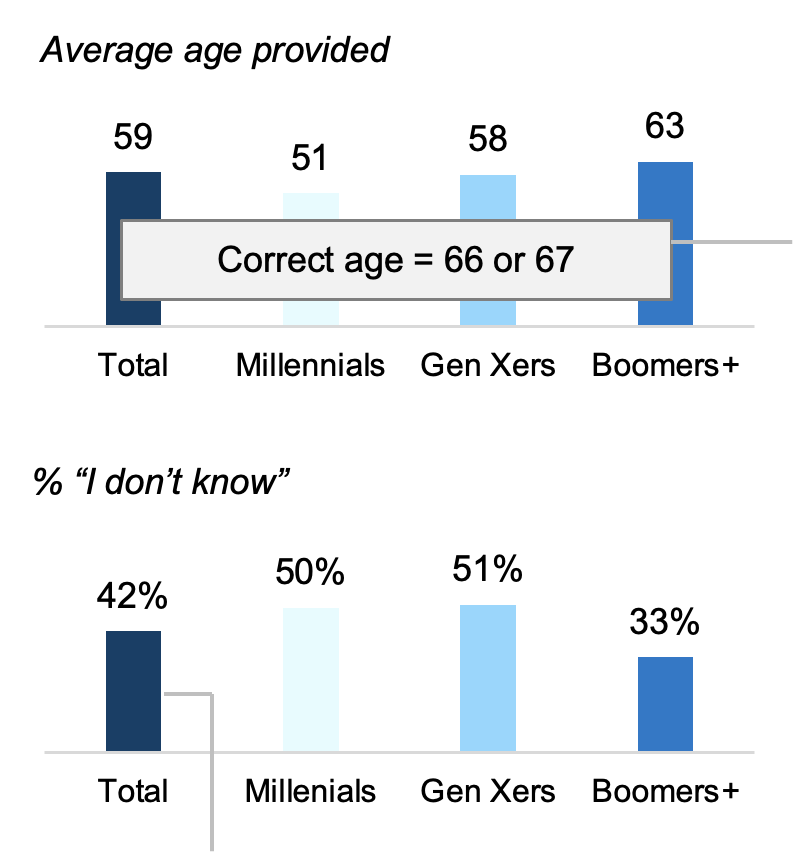 Average age provided
59
51
58
63
Correct age = 66 or 67
Total
Millennials
Gen Xers
Boomers+
% “I don’t know”
42%
50%
51%
33%
Total
Millenials
Gen Xers
Boomers+